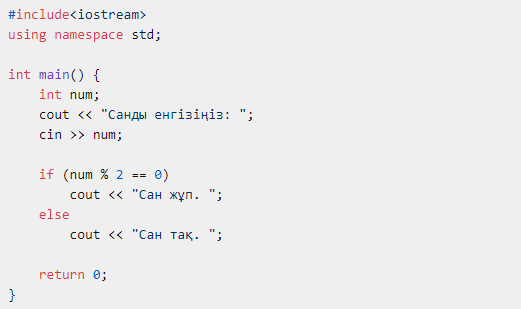 #include<iostream>
using namespace std;
int main() {
int num;
cout << "Санды енгізіңіз: ";
cin >> num;
if (num % 2 == 0)
cout << "Сан жұп. ";
else
cout << "Сан тақ. ";
return 0;
}